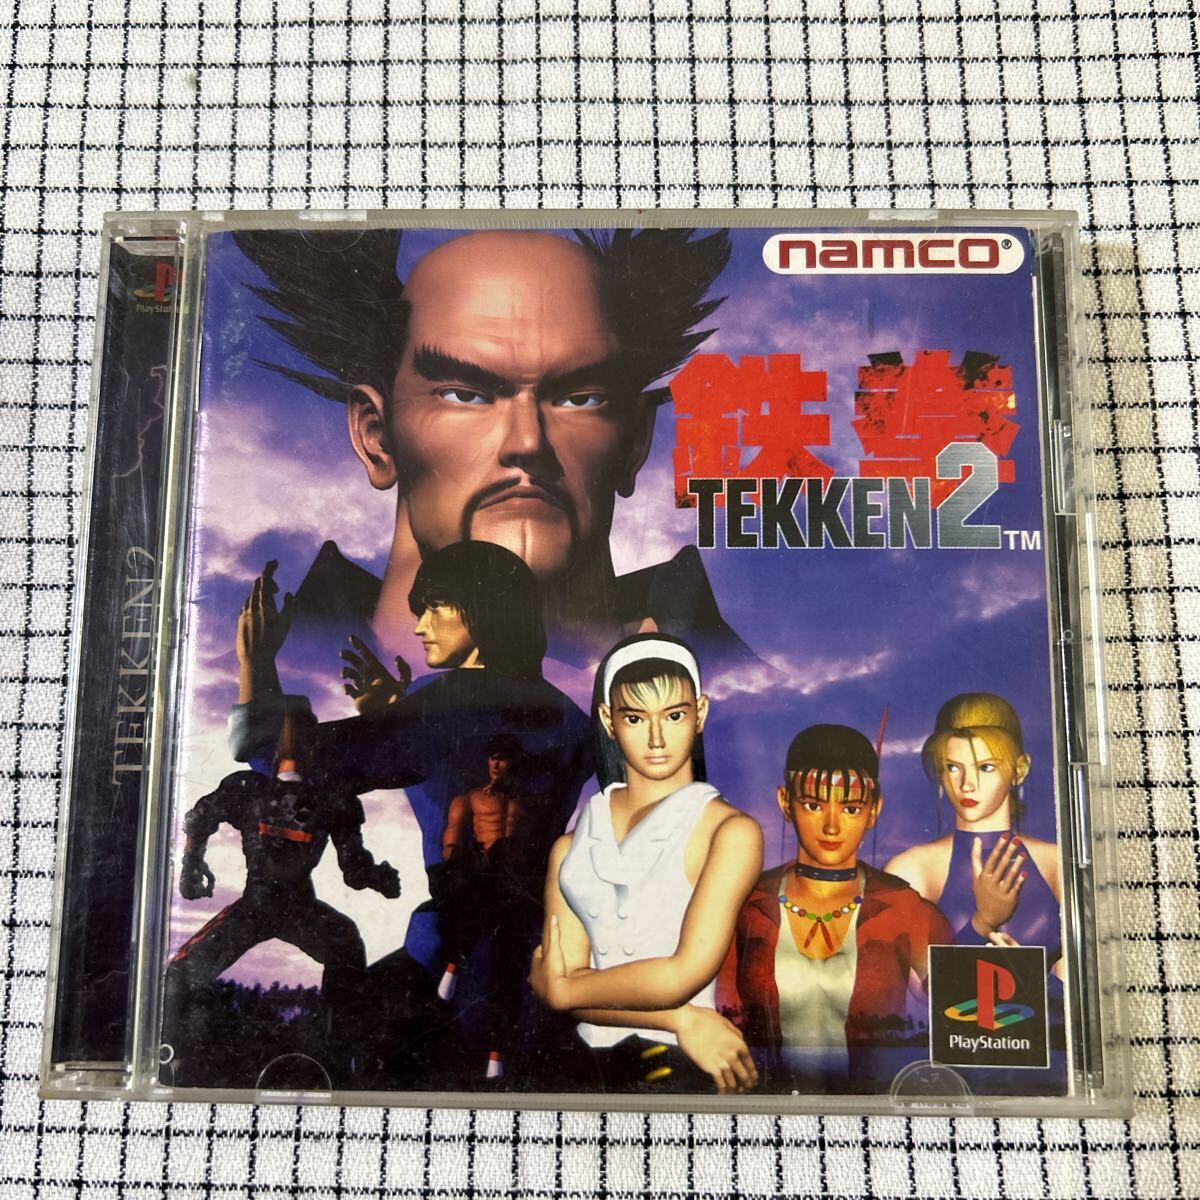 namco®
鉄拳
TEKKEN2™
PlayStation
PlayStation
TEKKEN2